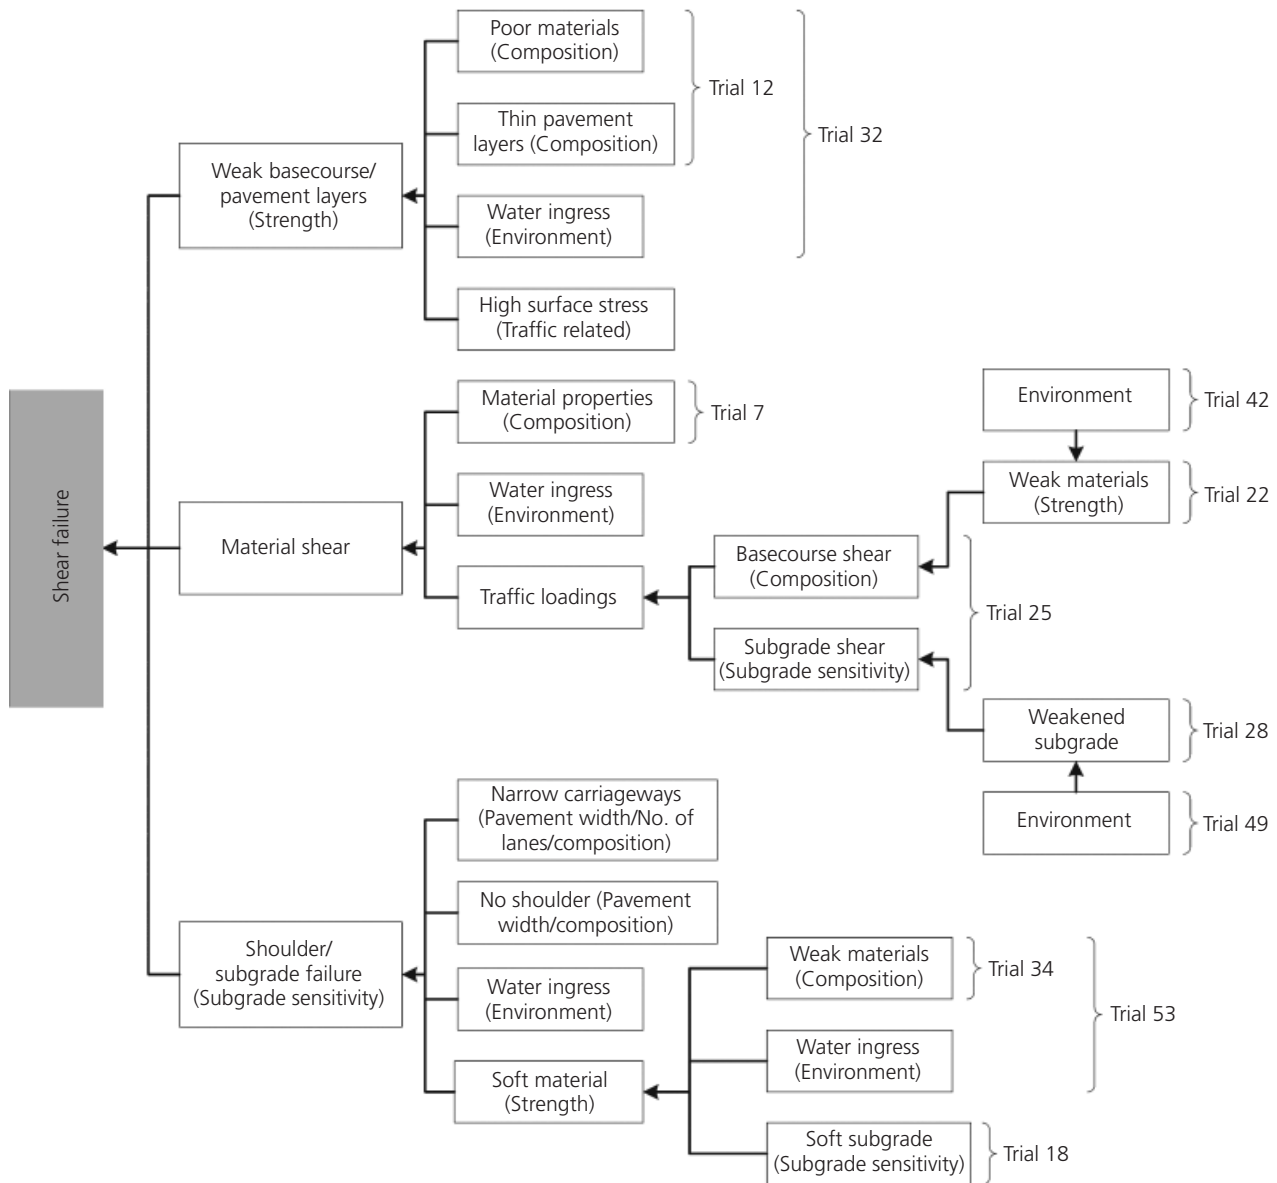 Poor materials
(Composition)
Trial 12
Thin pavement
layers (Composition)
Trial 32
Weak basecourse/
pavement layers
(Strength)
Water ingress
(Environment)
High surface stress
(Traffic related)
Shear failure
Material properties
(Composition)
Trial 7
Environment
Trial 42
Water ingress
(Environment)
Weak materials
(Strength)
Trial 22
Material shear
Basecourse shear
(Composition)
Traffic loadings
Trial 25
Subgrade shear
(Subgrade sensitivity)
Weakened
subgrade
Trial 28
Environment
Trial 49
Narrow carriageways
(Pavement width/No. of
lanes/composition)
No shoulder (Pavement
width/composition)
Shoulder/
subgrade failure
(Subgrade sensitivity)
Water ingress
(Environment)
Weak materials
(Composition)
Trial 34
Trial 53
Water ingress
(Environment)
Soft material
(Strength)
Soft subgrade
(Subgrade sensitivity)
Trial 18